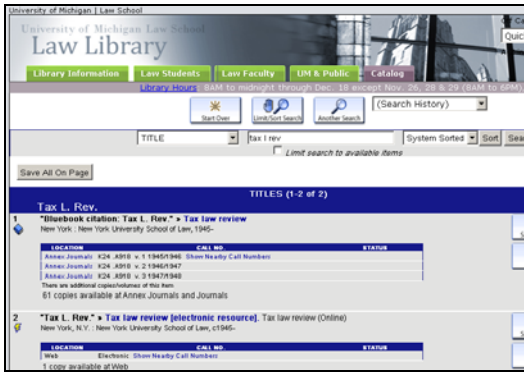 University of Michigan | Law School
University of Michigan Law School
Law Library
Quic
Library Information Law Students Law Faculty UM & Public Catalog
Library Hours: 8AM to midnight through Dec. 18 except Nov. 26, 28 & 29 (8AM to 6PM)
Start Over Limit/Sort Search Another Search (Search History)
TITLE tax l rev System Sorted Sort Sear
Limit search to available items
Save All On Page
TITLES (1-2 of 2)
Tax L. Rev.
1 "Bluebook citation: Tax L. Rev." » Tax law review
New York : New York University School of Law, 1945-
LOCATION CALL NO. STATUS
Annex Journals K24 .A918 v. 1 1945/1946 Show Nearby Call Numbers
Annex Journals K24 .A918 v. 2 1946/1947
Annex Journals K24 .A918 v. 3 1947/1948
There are additional copies/volumes of this item
61 copies available at Annex Journals and Journals
2 "Tax L. Rev." » Tax law review [electronic resource]. Tax law review (Online)
New York, N.Y. : New York University School of Law, c1945-
LOCATION CALL NO. STATUS
Web Electronic Show Nearby Call Numbers
1 copy available at Web